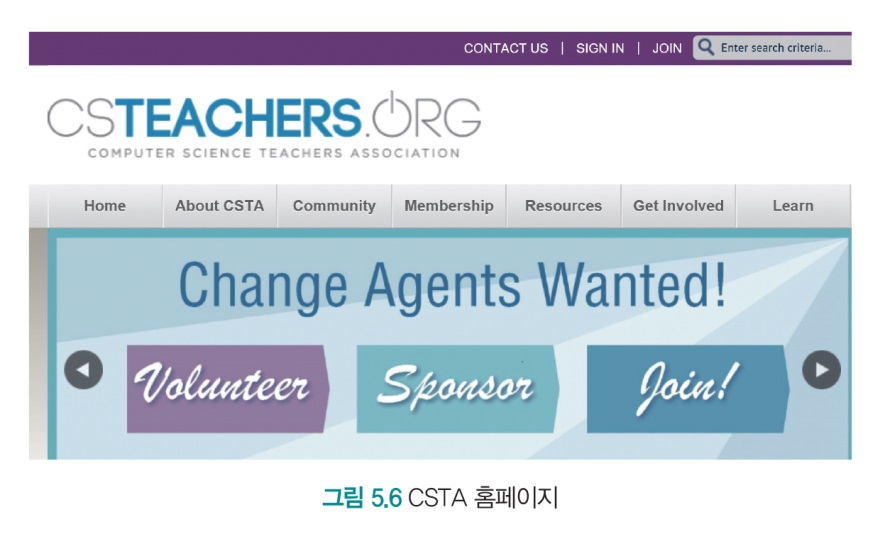 CONTACT US | SIGN IN | JOIN Enter search criteria...
CSTEACHERS.ORG
COMPUTER SCIENCE TEACHERS ASSOCIATION
Home About CSTA Community Membership Resources Get Involved Learn
Change Agents Wanted!
Volunteer Sponsor Join!
그림 5.6 CSTA 홈페이지